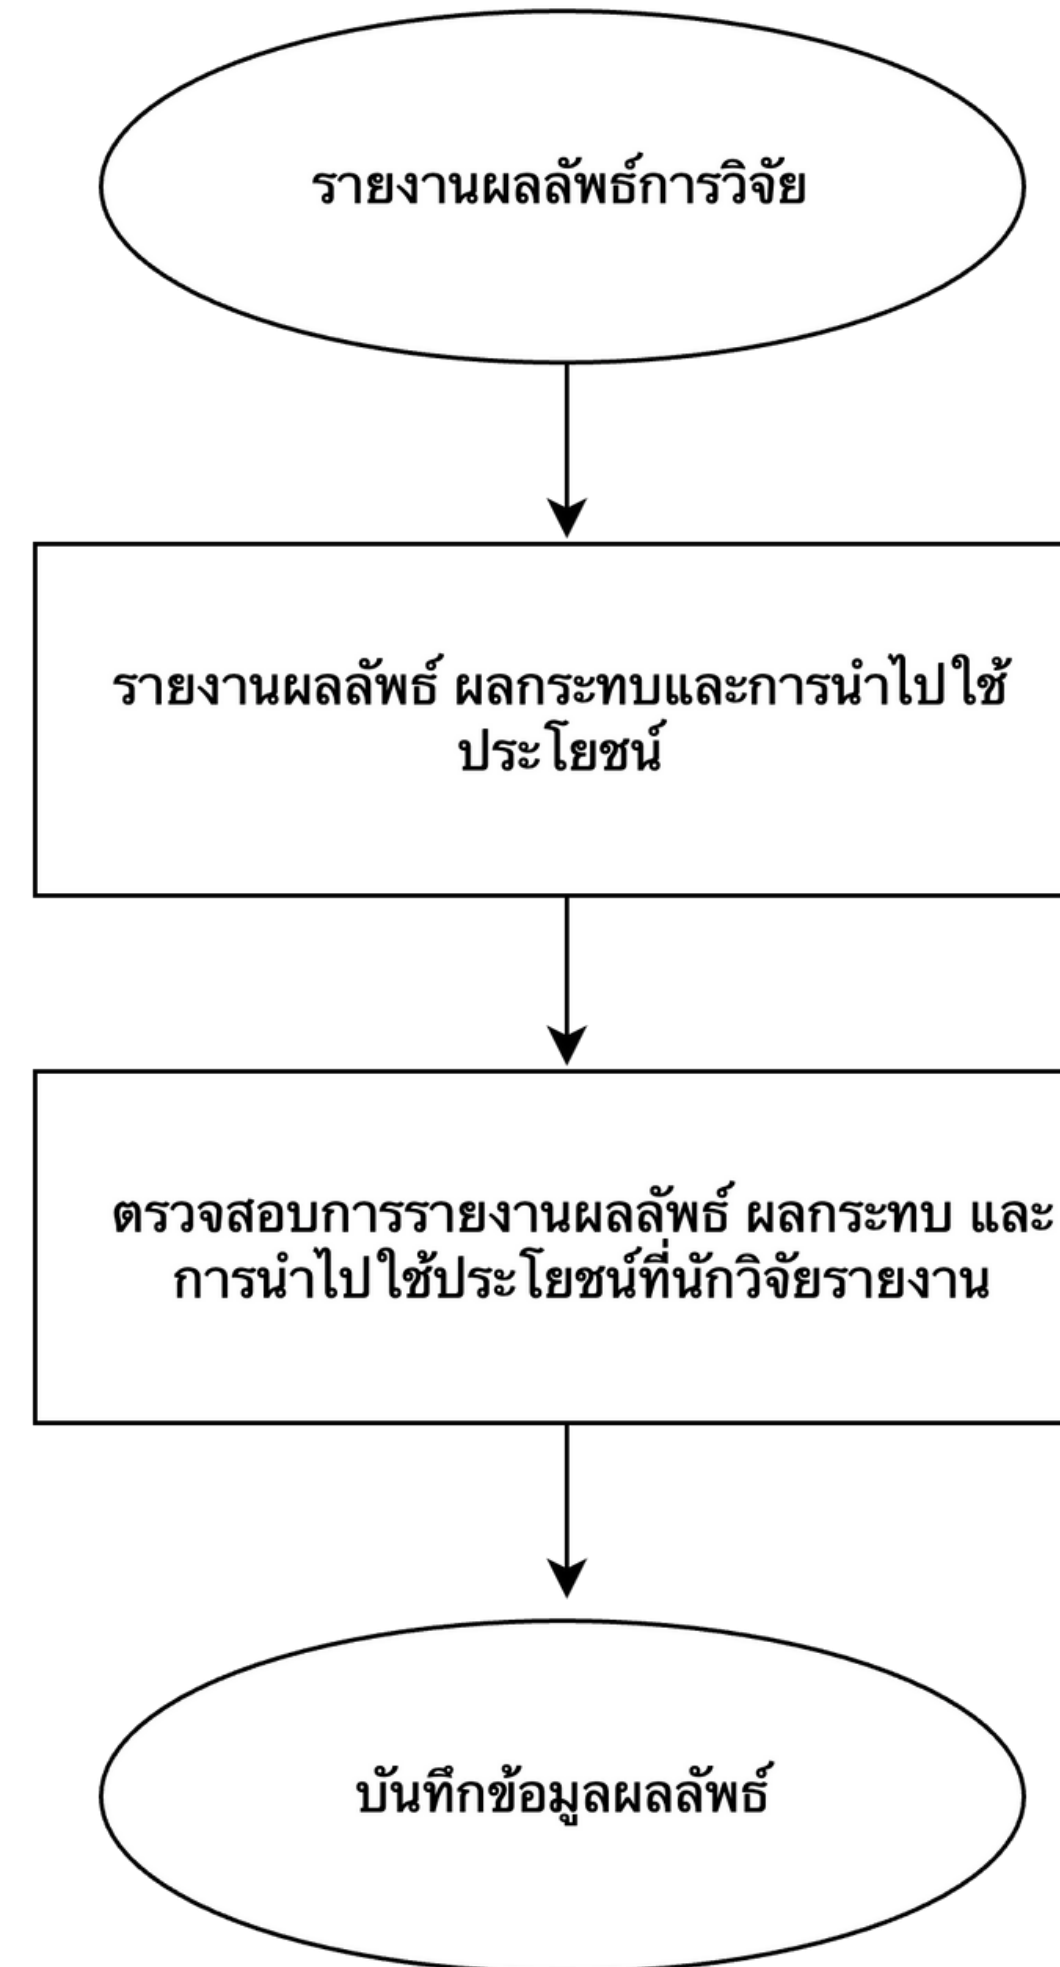 รายงานผลลัพธ์การวิจัย
รายงานผลลัพธ์ ผลกระทบและการนำไปใช้
ประโยชน์
ตรวจสอบการรายงานผลลัพธ์ ผลกระทบ และ
การนำไปใช้ประโยชน์ที่นักวิจัยรายงาน
บันทึกข้อมูลผลลัพธ์